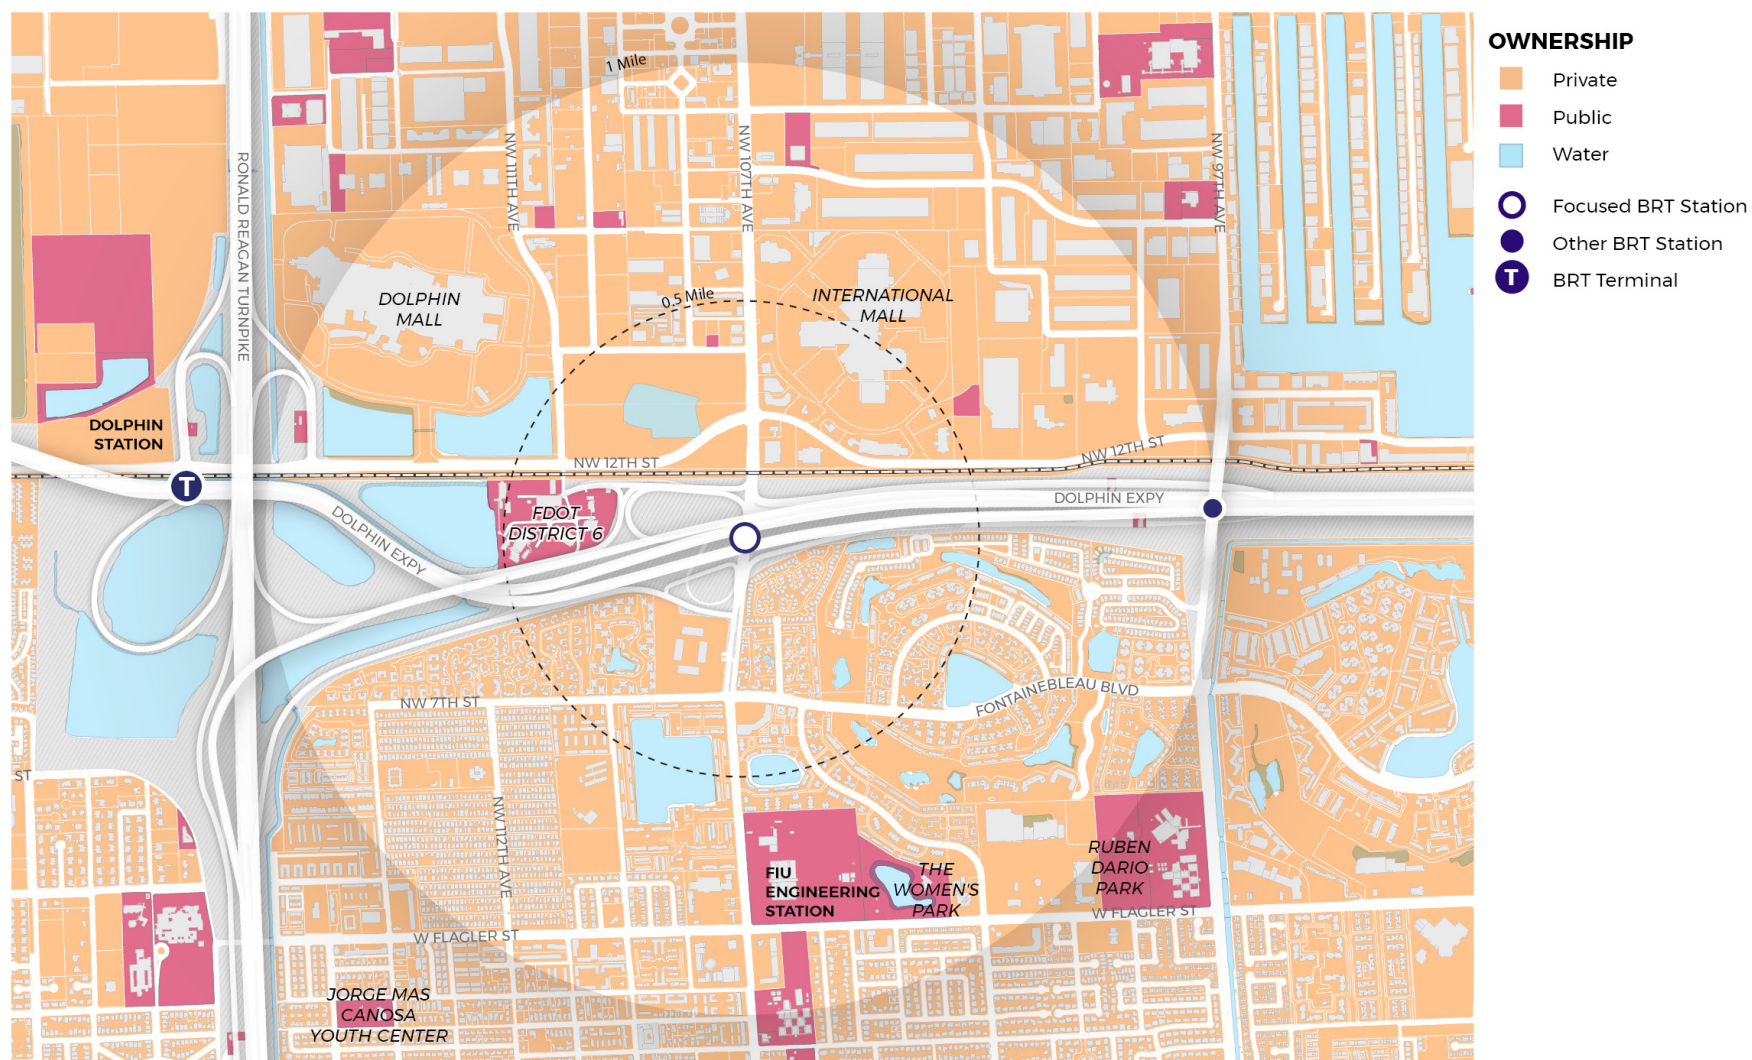 OWNERSHIP
Private
Public
Water
Focused BRT Station
Other BRT Station
T
BRT Terminal
1 Mile
RONALD REAGAN TURNPIKE
NW 111TH AVE
NW 107TH AVE
NW 97TH AVE
DOLPHIN
MALL
0.5 Mile
INTERNATIONAL
MALL
DOLPHIN
STATION
T
NW 12TH ST
NW 12TH ST
DOLPHIN EXPY
DOLPHIN EXPY
FDOT
DISTRICT 6
NW 7TH ST
FONTAINEBLEAU BLVD
ST
NW 112TH AVE
FIU
ENGINEERING
STATION
THE
WOMEN'S
PARK
RUBEN
DARIO
PARK
W FLAGLER ST
W FLAGLER ST
JORGE MAS
CANOSA
YOUTH CENTER